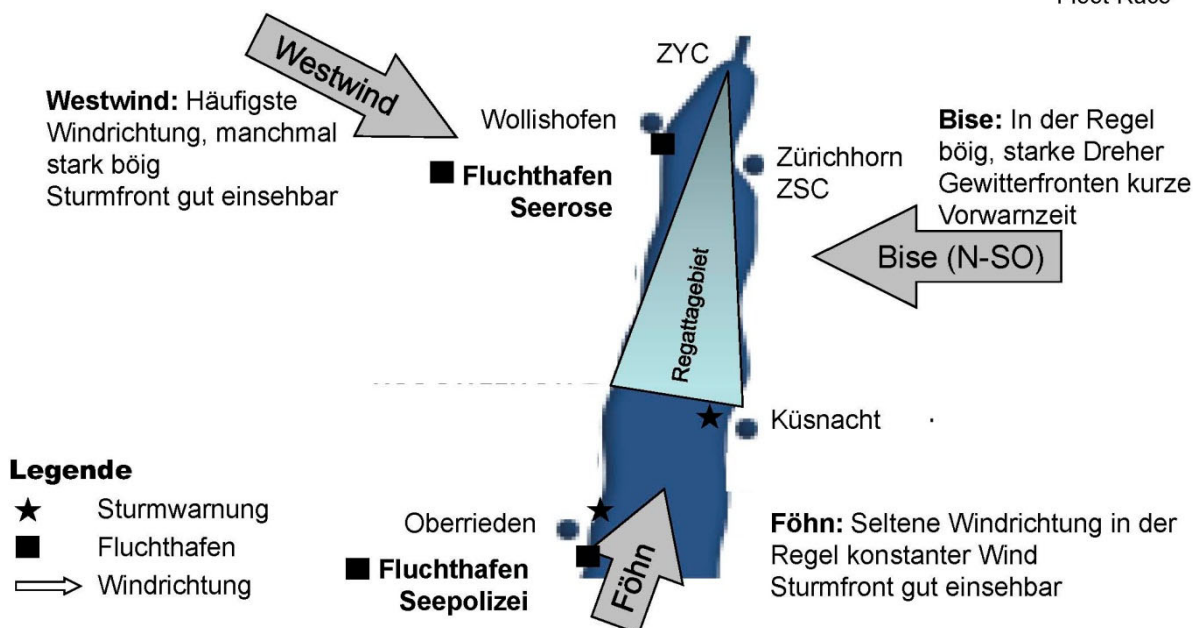 ZYC
Westwind
Westwind: Häufigste
Windrichtung, manchmal
stark böig
Sturmfront gut einsehbar
Wollishofen
Fluchthafen
Seerose
Zürichhorn
ZSC
Bise: In der Regel
böig, starke Dreher
Gewitterfronten kurze
Vorwarnzeit
Bise (N-SO)
Regattagebiet
Küsnacht
Legende
Sturmwarnung
Fluchthafen
Windrichtung
Oberrieden
Fluchthafen
Seepolizei
Föhn
Föhn: Seltene Windrichtung in der
Regel konstanter Wind
Sturmfront gut einsehbar